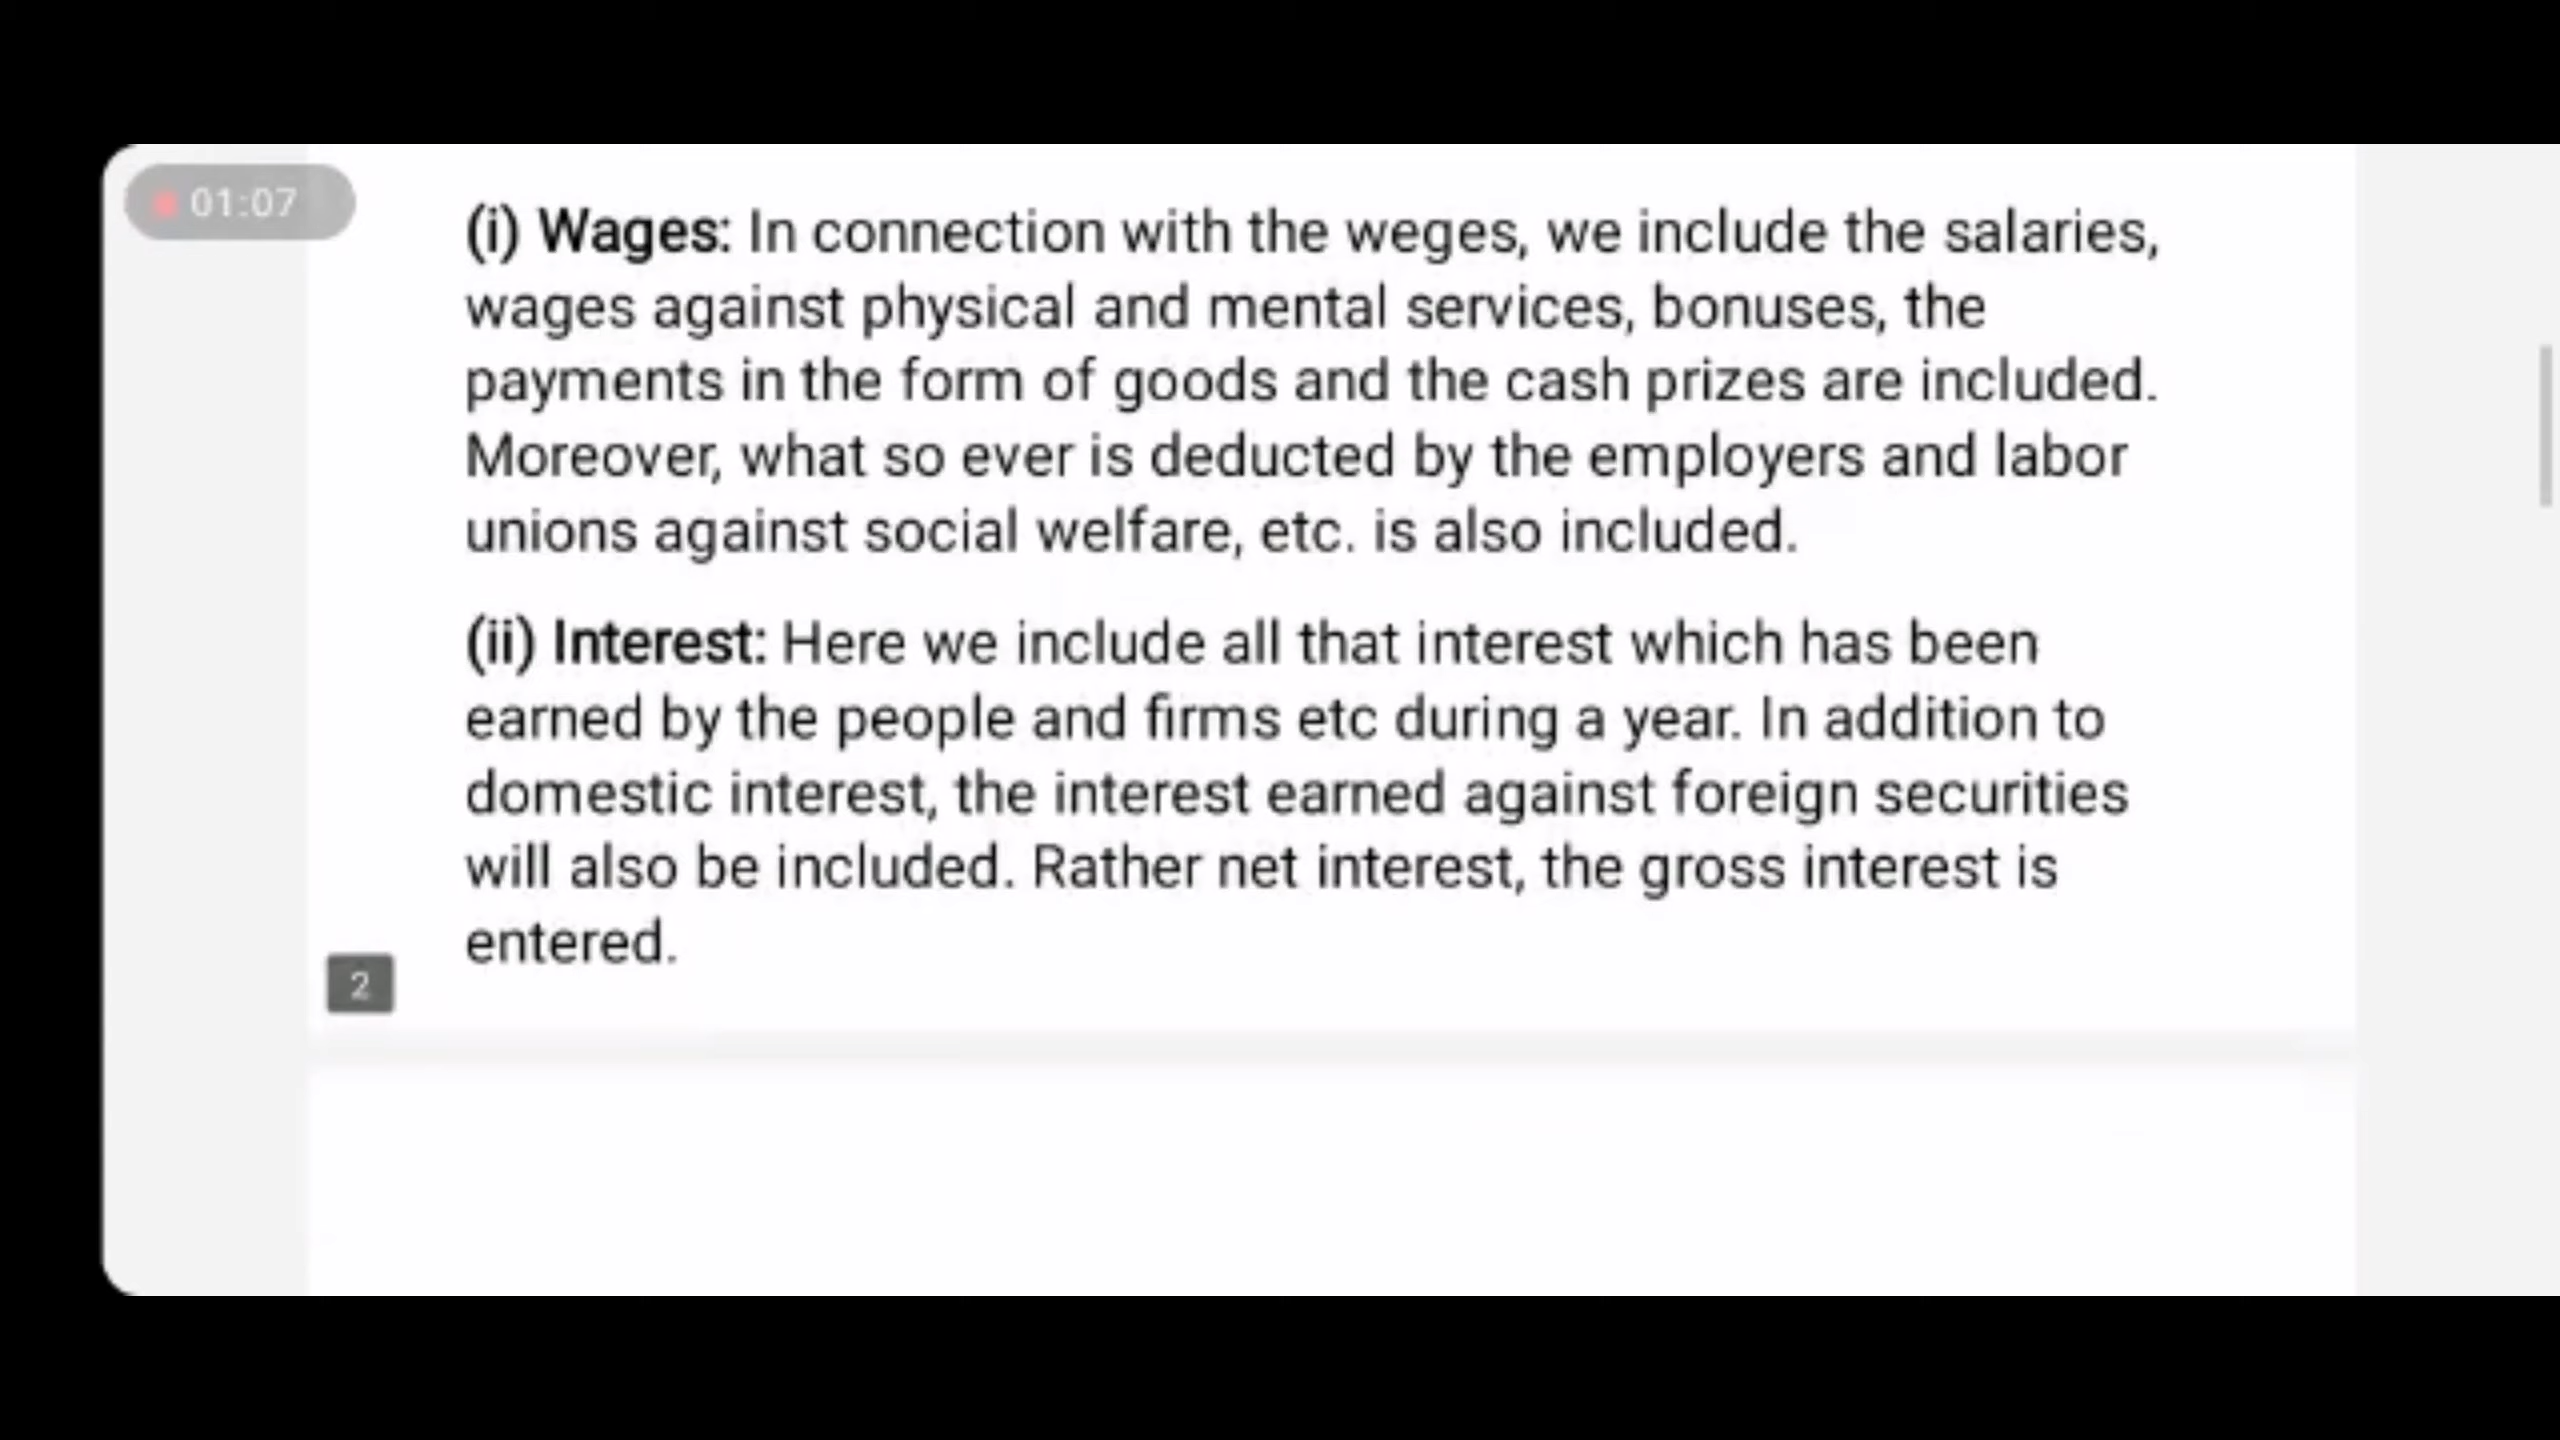 01:07
(i) Wages: In connection with the weges, we include the salaries,
wages against physical and mental services, bonuses, the
payments in the form of goods and the cash prizes are included.
Moreover, what so ever is deducted by the employers and labor
unions against social welfare, etc. is also included.
(ii) Interest: Here we include all that interest which has been
earned by the people and firms etc during a year. In addition to
domestic interest, the interest earned against foreign securities
will also be included. Rather net interest, the gross interest is
entered.
2